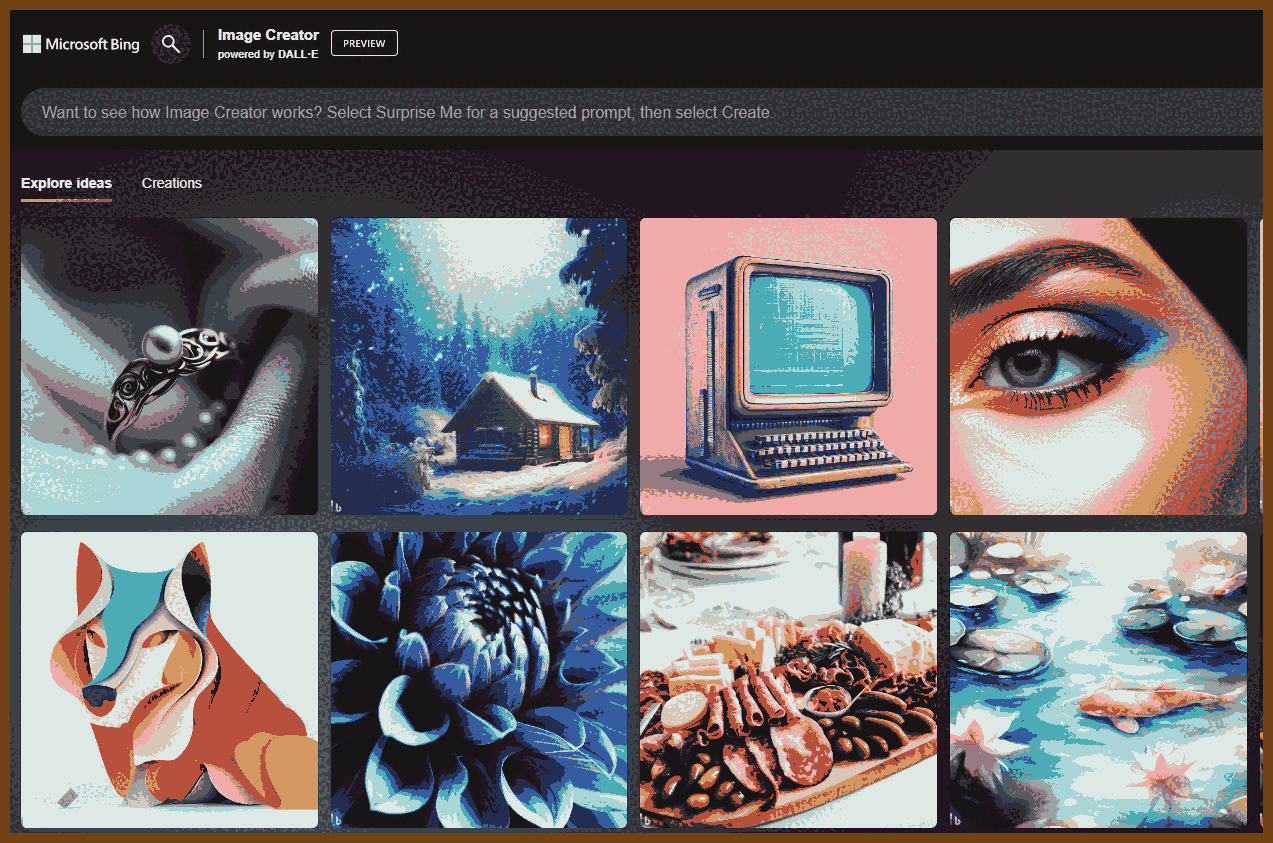 Microsoft Bing
Image Creator
powered by DALL·E
PREVIEW
Want to see how Image Creator works? Select Surprise Me for a suggested prompt, then select Create.
Explore ideas
Creations
b
b
b
b